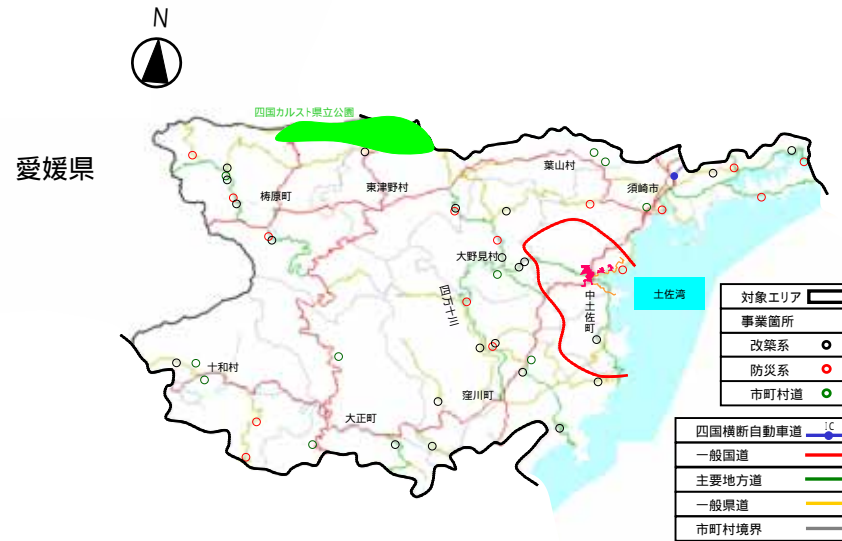 N
四国カルスト県立公園
愛媛県
葉山村
須崎市
梼原町
東津野村
大野見村
四万十川
中土佐町
土佐湾
十和村
大正町
窪川町
対象エリア
事業箇所
改築系
防災系
市町村道
四国横断自動車道 IC
一般国道
主要地方道
一般県道
市町村境界